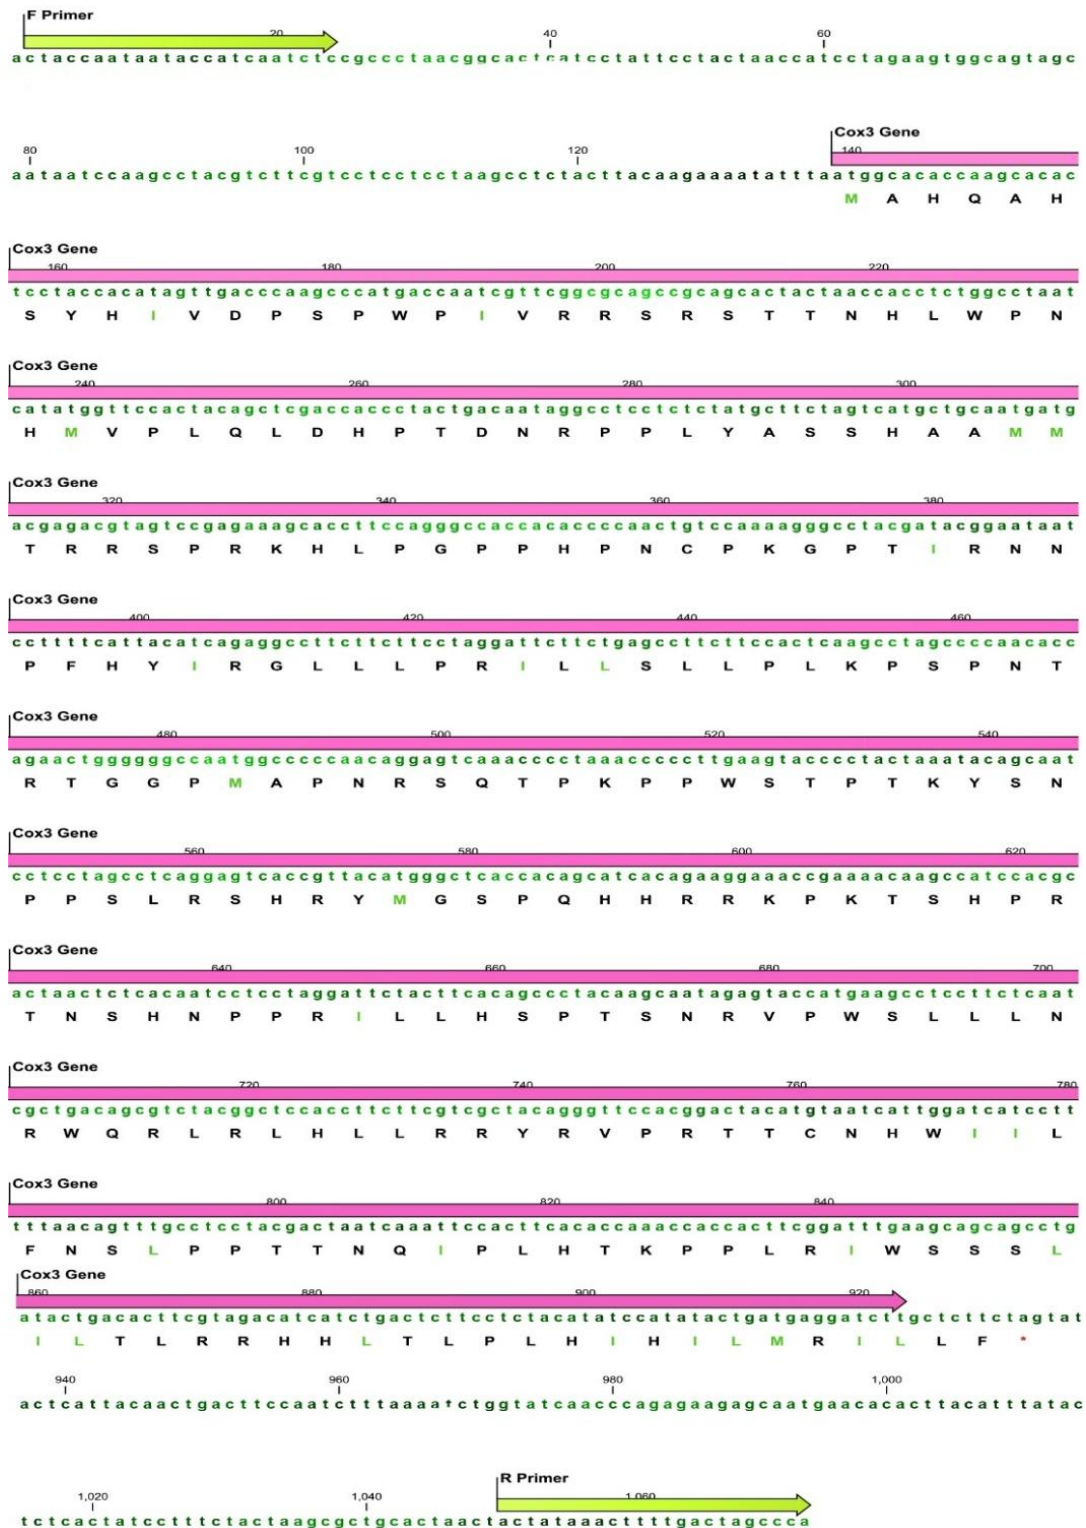 F Primer
20 40 60
actaccaataataccatcaatctccgccctaacggcactcatcctattcctactaaccatcctagaagtggcagtagc
Cox3 Gene
80 100 120 140
aataatccaagcctacgtcttcgtcctcctcctaagcctctacttacaagaaaatatttaatggcacaccaagcacac
M A H Q A H
Cox3 Gene
160 180 200 220
tcctaccacatagttgacccaagcccatgaccaatcgttcggcgcagccgcagcactactaaccacctctggcctaat
S Y H I V D P S P W P I V R R S R S T T N H L W P N
Cox3 Gene
240 260 280 300
catatggttccactacagctcgaccaccctactgacaataggcctcctctctatgcttctagtcatgctgcaatgatg
H M V P L Q L D H P T D N R P P L Y A S S H A A M M
Cox3 Gene
320 340 360 380
acgagacgtagtccgagaaagcaccttccagggccaccacaccccaactgtccaaaagggcctacgatacggaataat
T R R S P R K H L P G P P H P N C P K G P T I R N N
Cox3 Gene
400 420 440 460
ccttttcattacatcagaggccttcttcttcctaggattcttctgagccttcttccactcaagcctagccccaacacc
P F H Y I R G L L L P R I L L S L L P L K P S P N T
Cox3 Gene
480 500 520 540
agaactggggggccaatggcccccaacaggagtcaaacccctaaacccccttgaagtacccctactaaatacagcaat
R T G G P M A P N R S Q T P K P P W S T P T K Y S N
Cox3 Gene
560 580 600 620
cctcctagcctcaggagtcaccgttacatgggctcaccacagcatcacagaaggaaaccgaaaacaagccatccacgc
P P S L R S H R Y M G S P Q H H R R K P K T S H P R
Cox3 Gene
640 660 680 700
actaactctcacaatcctcctaggattctacttcacagccctacaagcaatagagtaccatgaagcctccttctcaat
T N S H N P P R I L L H S P T S N R V P W S L L L N
Cox3 Gene
720 740 760 780
cgctgacagcgtctacggctccaccttcttcgtcgctacagggttccacggactacatgtaatcattggatcatcctt
R W Q R L R L H L L R R Y R V P R T T C N H W I I L
Cox3 Gene
800 820 840
tttaacagtttgcctcctacgactaatcaaattccacttcacaccaaaccaccacttcggatttgaagcagcagcctg
F N S L P P T T N Q I P L H T K P P L R I W S S S L
Cox3 Gene
860 880 900 920
atactgacacttcgtagacatcatctgactcttcctctacatatccatatactgatgaggatcttgctcttctagtat
I L T L R R H H L T L P L H I H I L M R I L L F *
940 960 980 1,000
actcattacaactgacttccaatctttaaaatctggtatcaacccagagaagagcaatgaacacacttacatttatac
R Primer
1,020 1,040 1,060
tctcactatcctttctactaagcgctgcactaactactataaacttttgactagccca